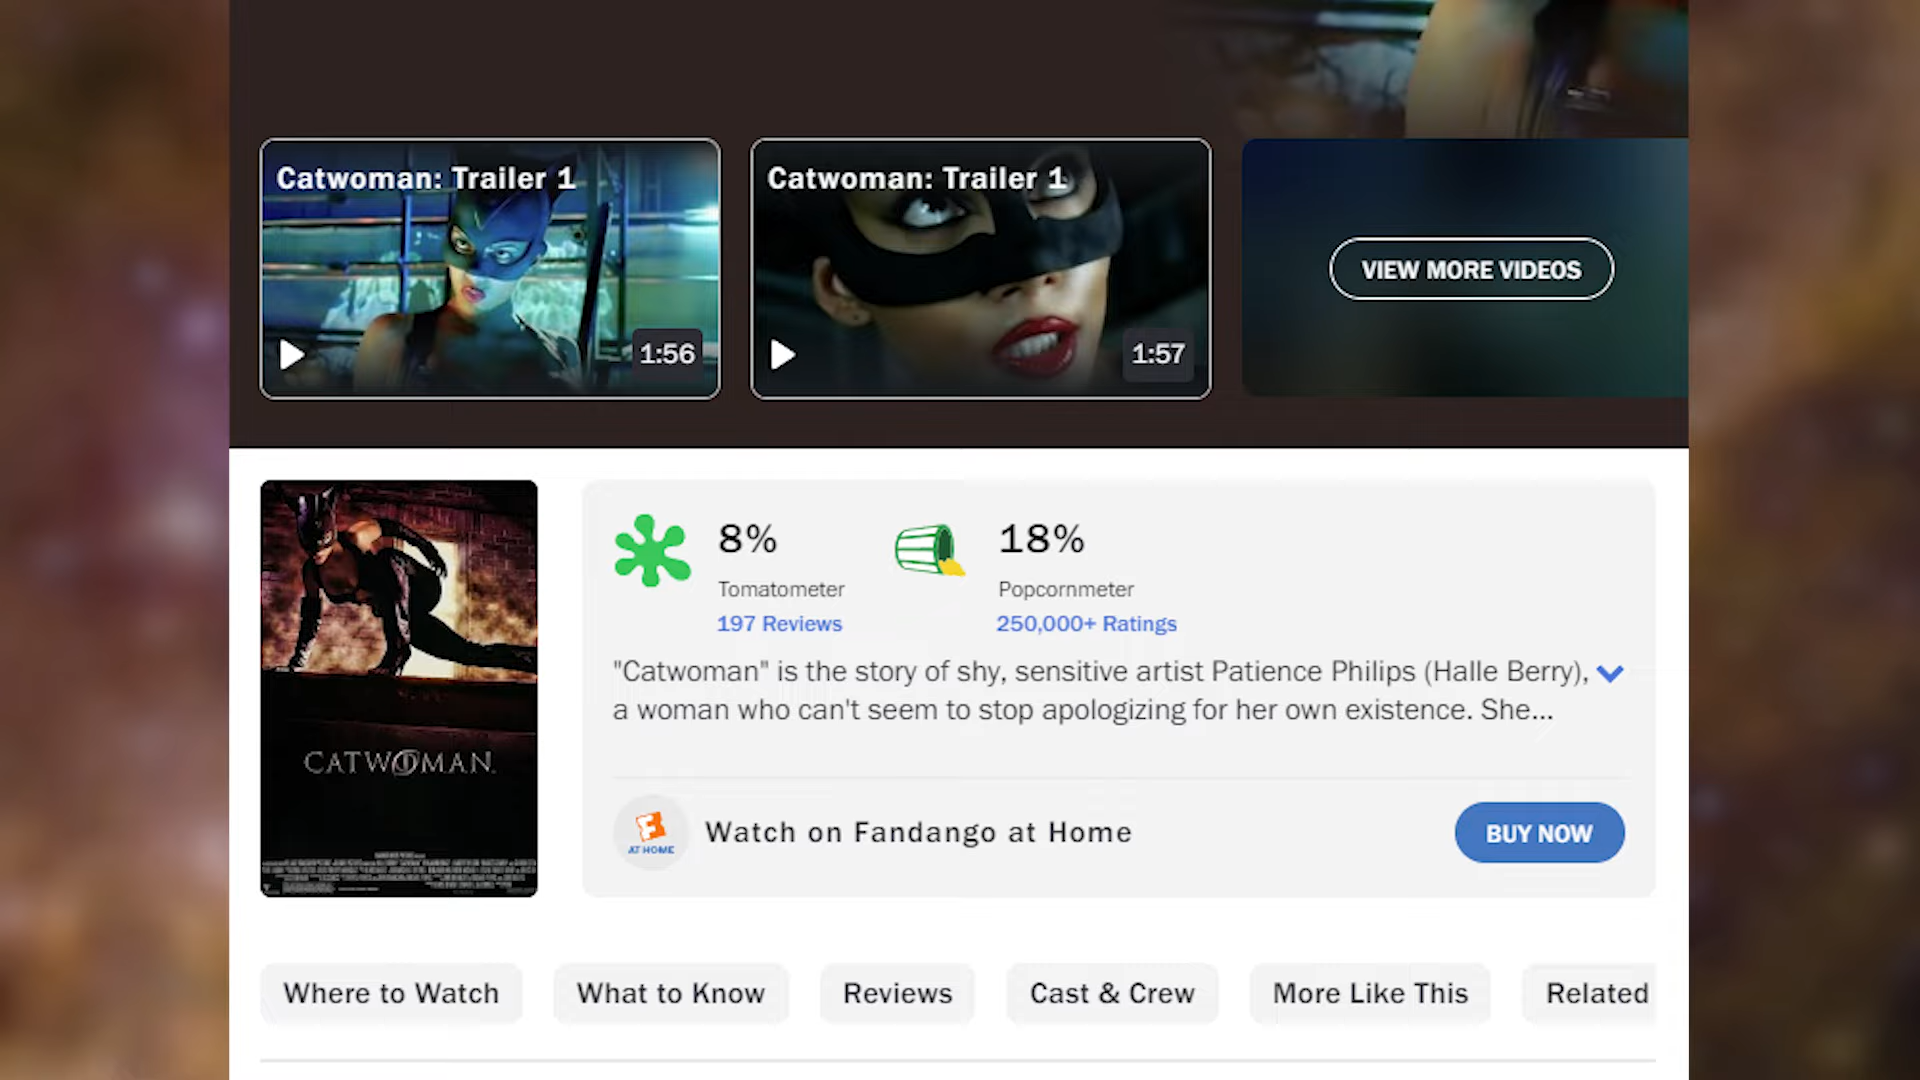 Catwoman: Trailer 1
1:56
Catwoman: Trailer 1
1:57
VIEW MORE VIDEOS
CATWOMAN
8%
Tomatometer
197 Reviews
18%
Popcornmeter
250,000+ Ratings
"Catwoman" is the story of shy, sensitive artist Patience Philips (Halle Berry),
a woman who can't seem to stop apologizing for her own existence. She...
F
AT HOME
Watch on Fandango at Home
BUY NOW
Where to Watch
What to Know
Reviews
Cast & Crew
More Like This
Related